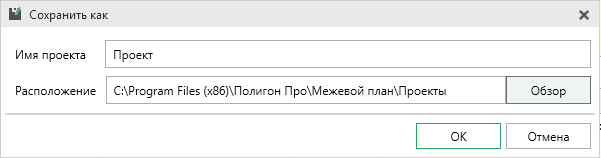 Сохранить как
Имя проекта Проект
Расположение C:\Program Files (x86)\Полигон Про\Межевой план\Проекты Обзор
OK Отмена